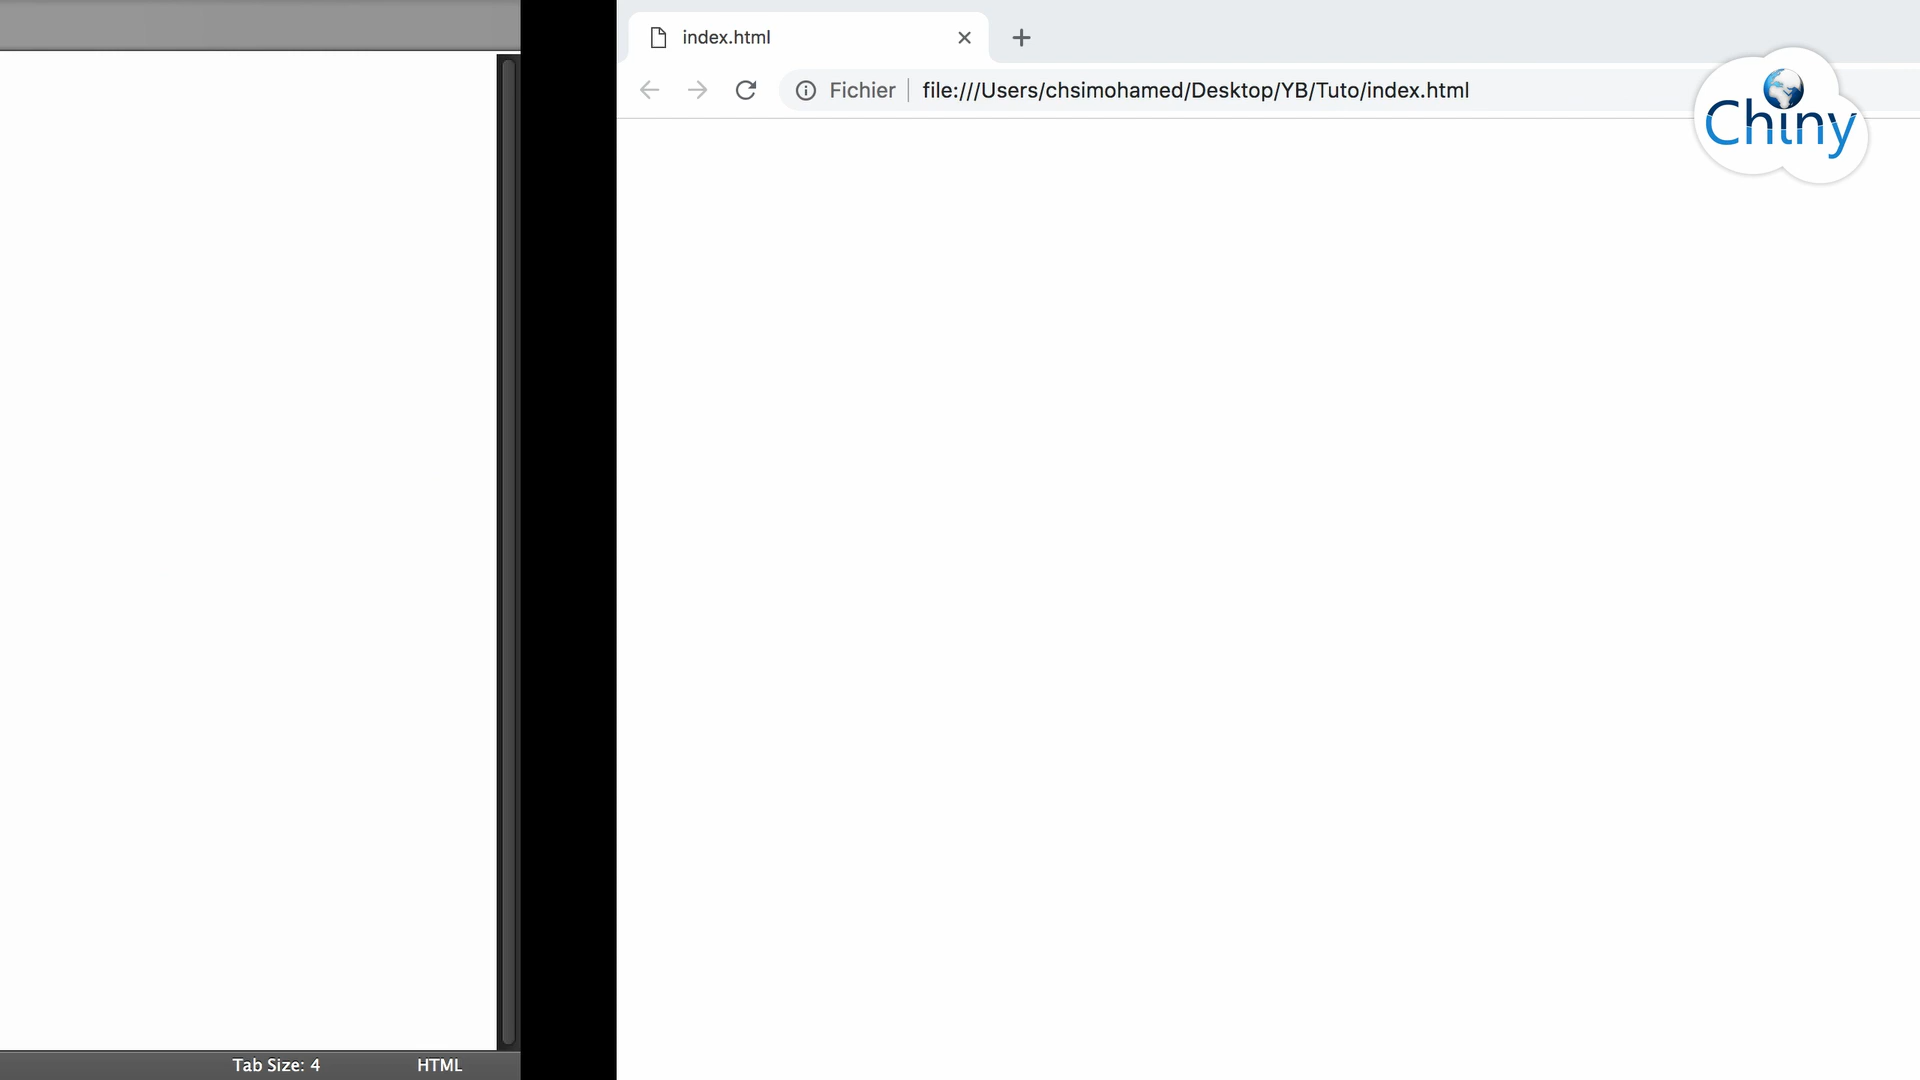 index.html
Fichier
file:///Users/chsimohamed/Desktop/YB/Tuto/index.html
Chiny
Tab Size: 4
HTML